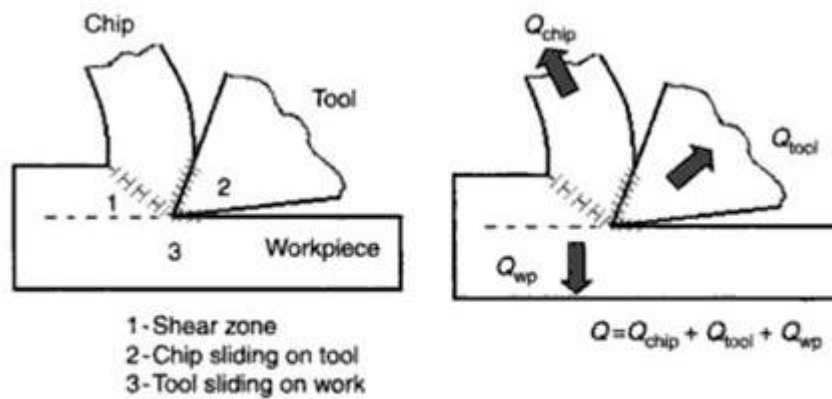 Chip
Tool
1
2
3
Workpiece
1-Shear zone
2-Chip sliding on tool
3-Tool sliding on work
Qchip
Qtool
Qwp
Q=Qchip + Qtool + Qwp